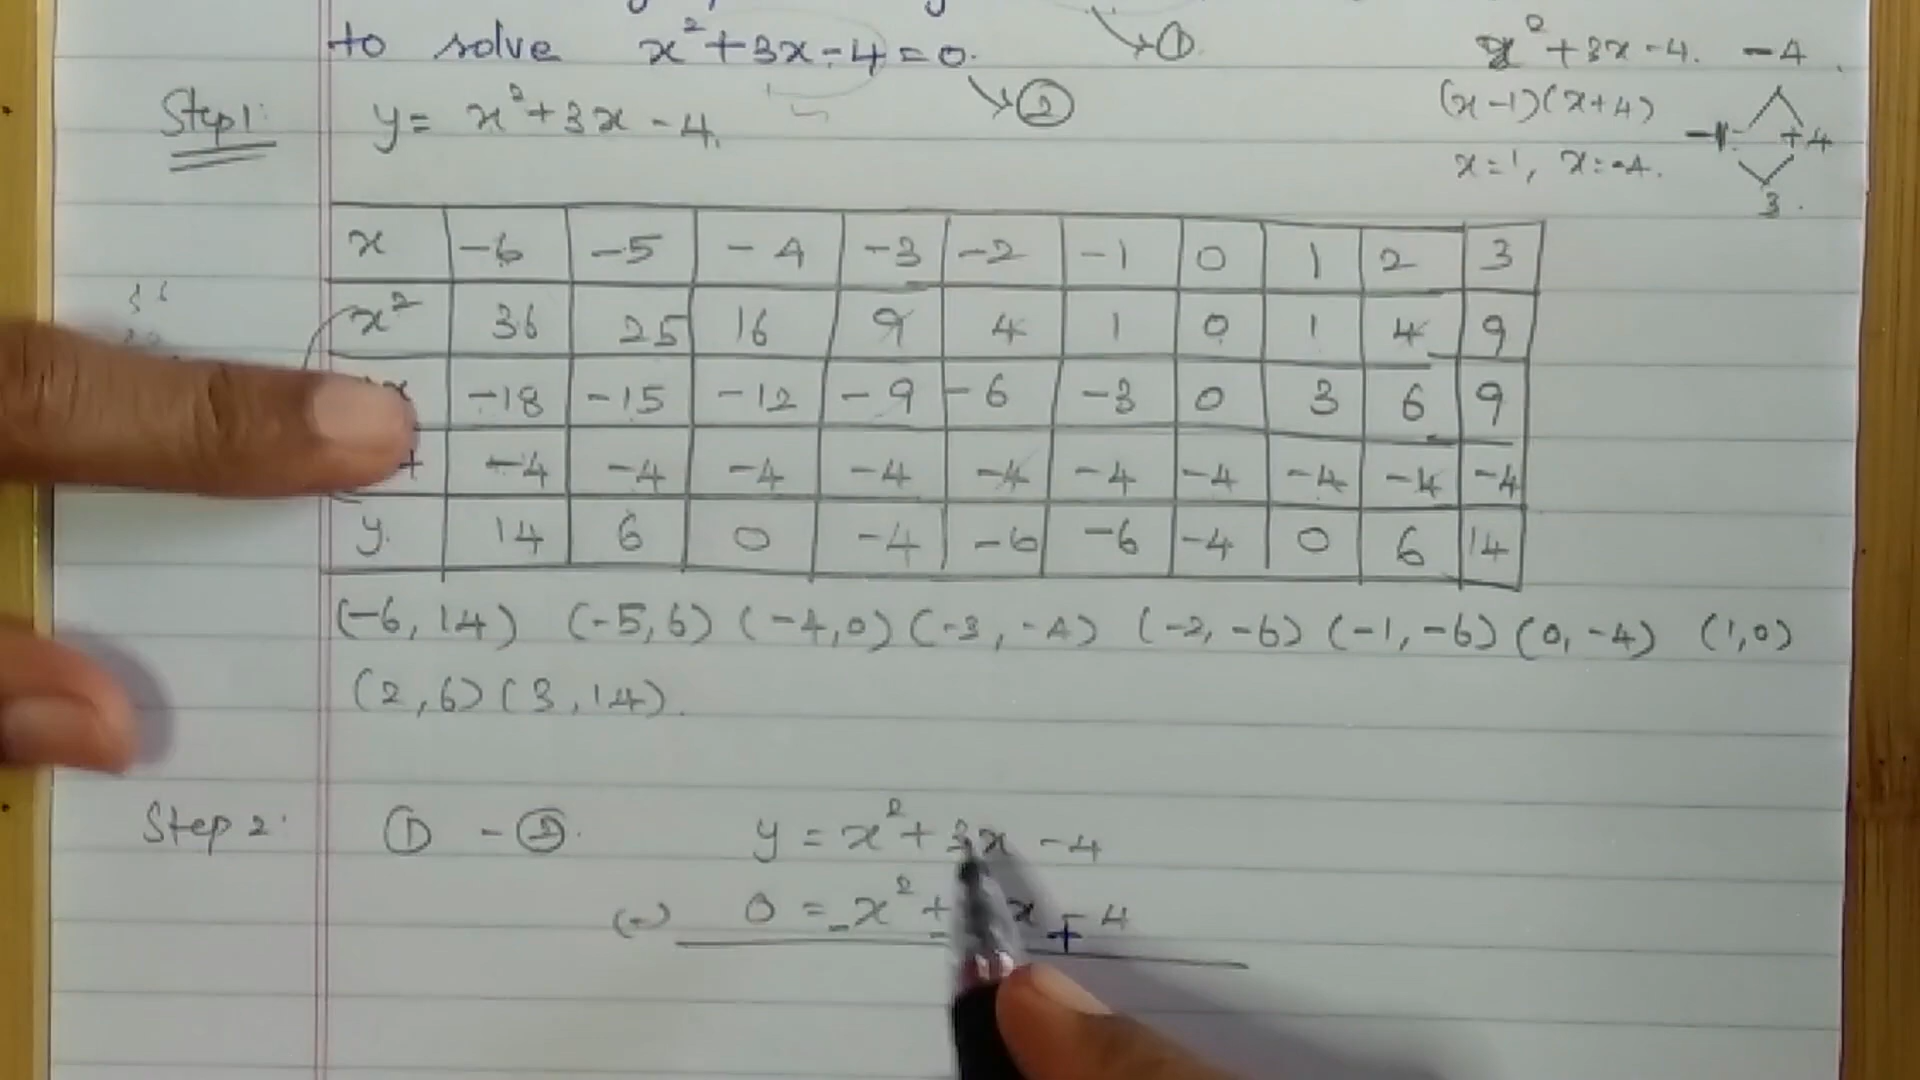 to solve x²+3x-4=0.
①
x²+3x-4. -4
Step 1: y= x²+3x-4.
②
(x-1)(x+4)
+4
x=1, x=-4.
3.
x -6 -5 -4 -3 -2 -1 0 1 2 3
x² 36 25 16 9 4 1 0 1 4 9
-18 -15 -12 -9 -6 -3 0 3 6 9
-4 -4 -4 -4 -4 -4 -4 -4 -4 -4
y. 14 6 0 -4 -6 -6 -4 0 6 14
(-6,14) (-5,6) (-4,0) (-3,-4) (-2,-6) (-1,-6) (0,-4) (1,0)
(2,6) (3,14).
Step 2: ① - ②. y = x²+3x-4
(-) 0 = x²+ x - 4
- - +